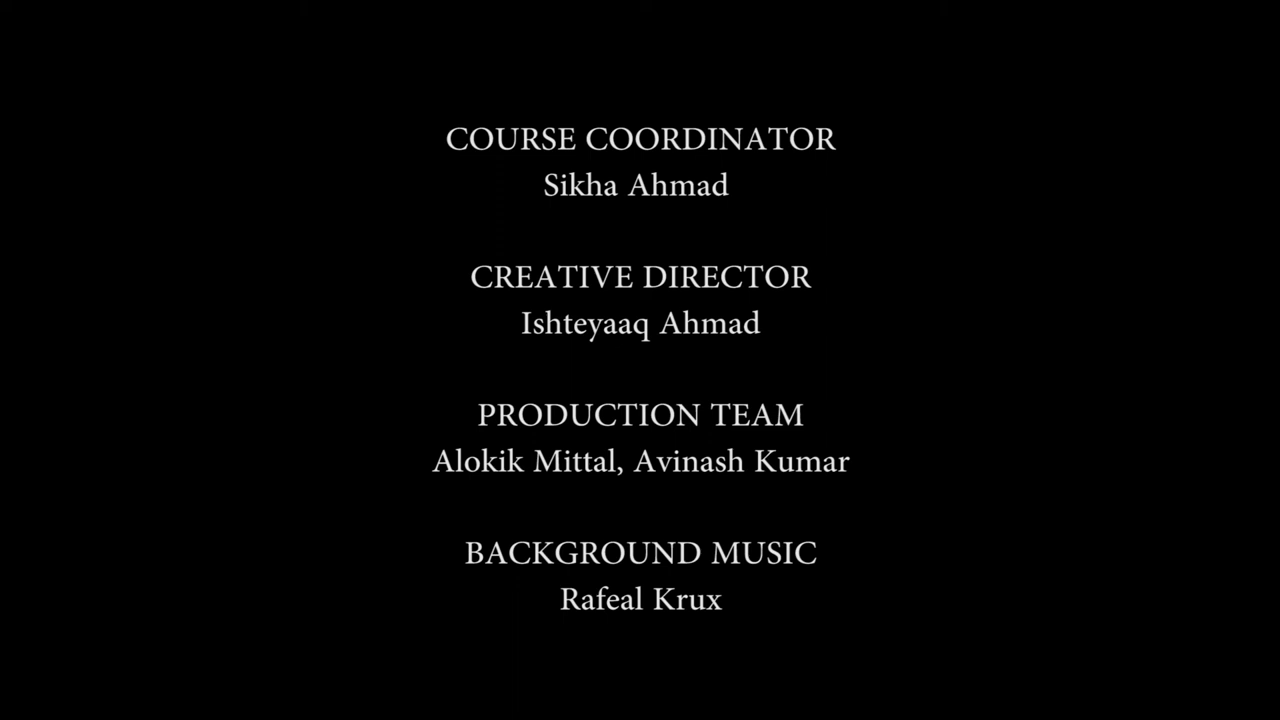 COURSE COORDINATOR
Sikha Ahmad
CREATIVE DIRECTOR
Ishteyaaq Ahmad
PRODUCTION TEAM
Alokik Mittal, Avinash Kumar
BACKGROUND MUSIC
Rafeal Krux